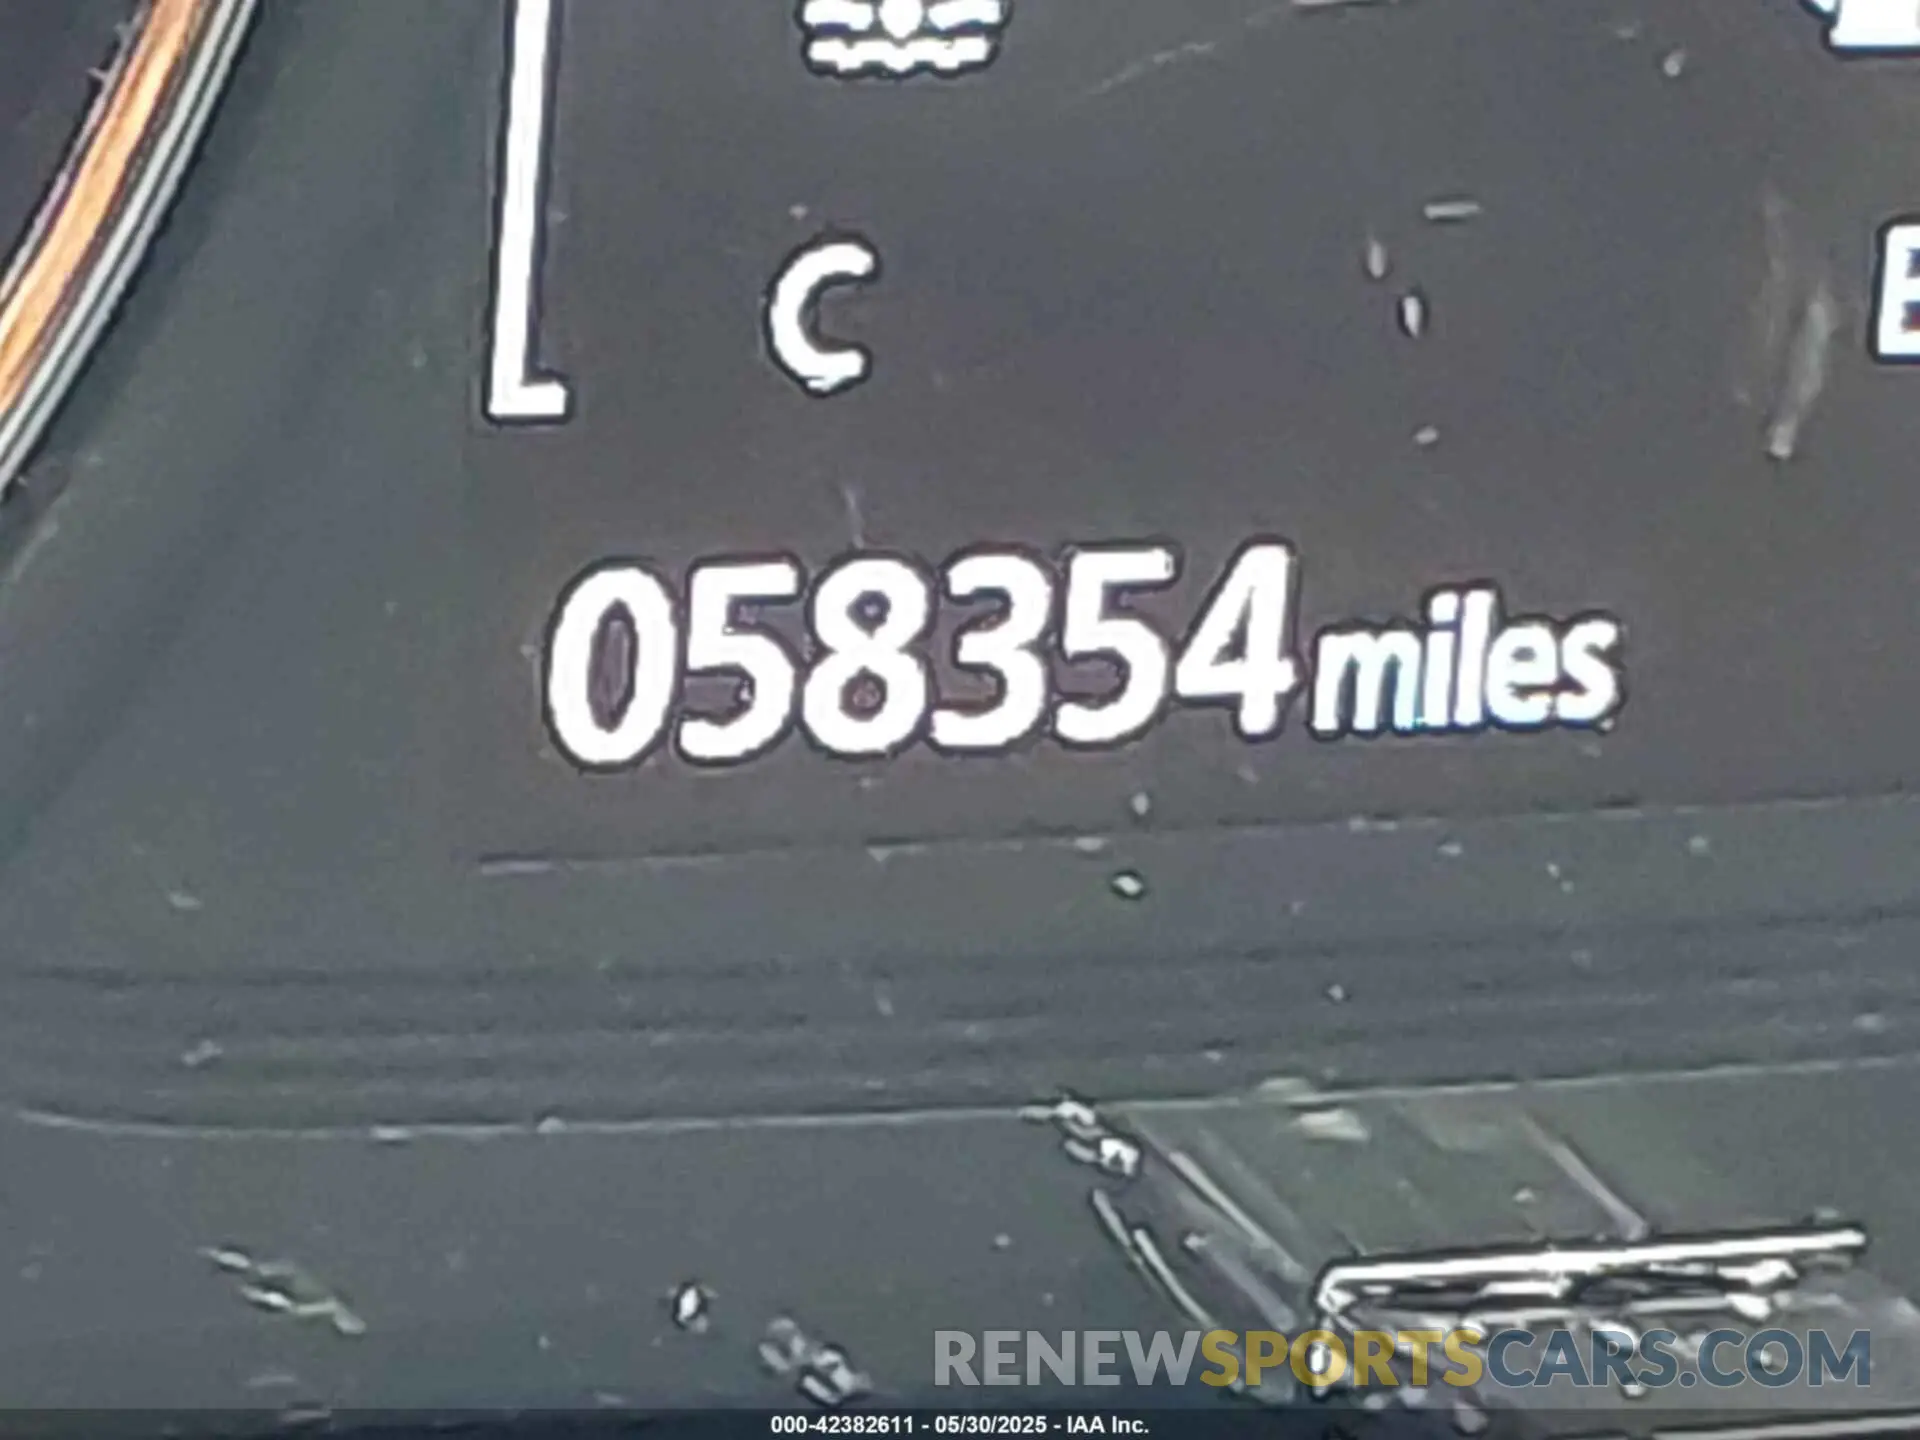 C
E
058354 miles
RENEWSPORTSCARS.COM
000-42382611 - 05/30/2025 - IAA Inc.